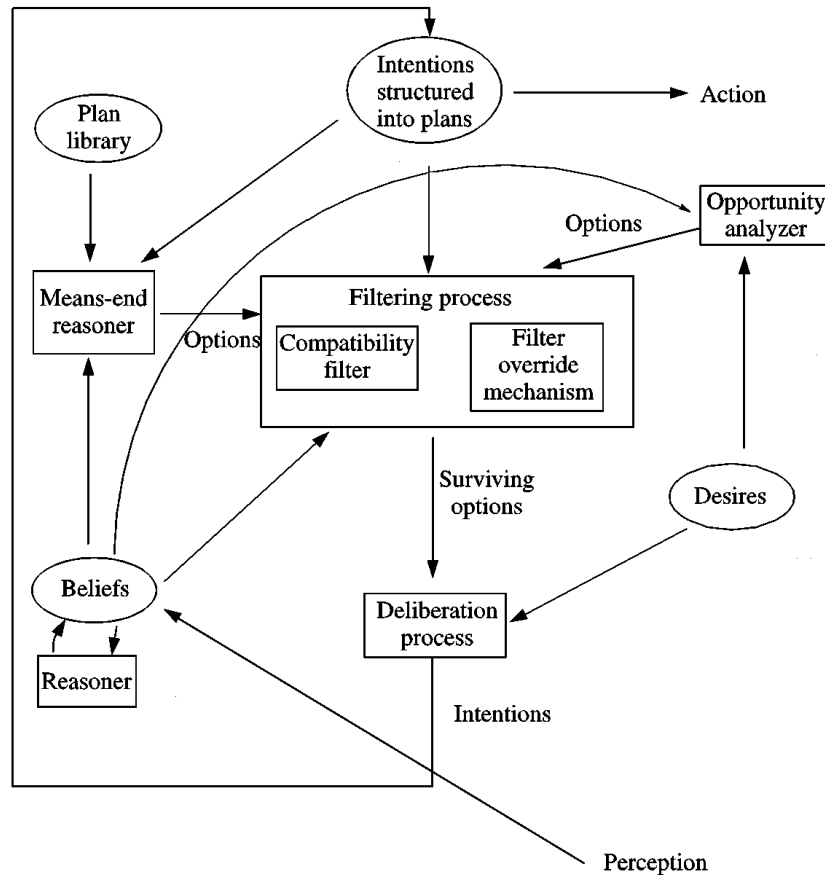 Intentions
structured
into plans
Action
Plan
library
Opportunity
analyzer
Options
Means-end
reasoner
Options
Filtering process
Compatibility
filter
Filter
override
mechanism
Surviving
options
Desires
Beliefs
Deliberation
process
Reasoner
Intentions
Perception